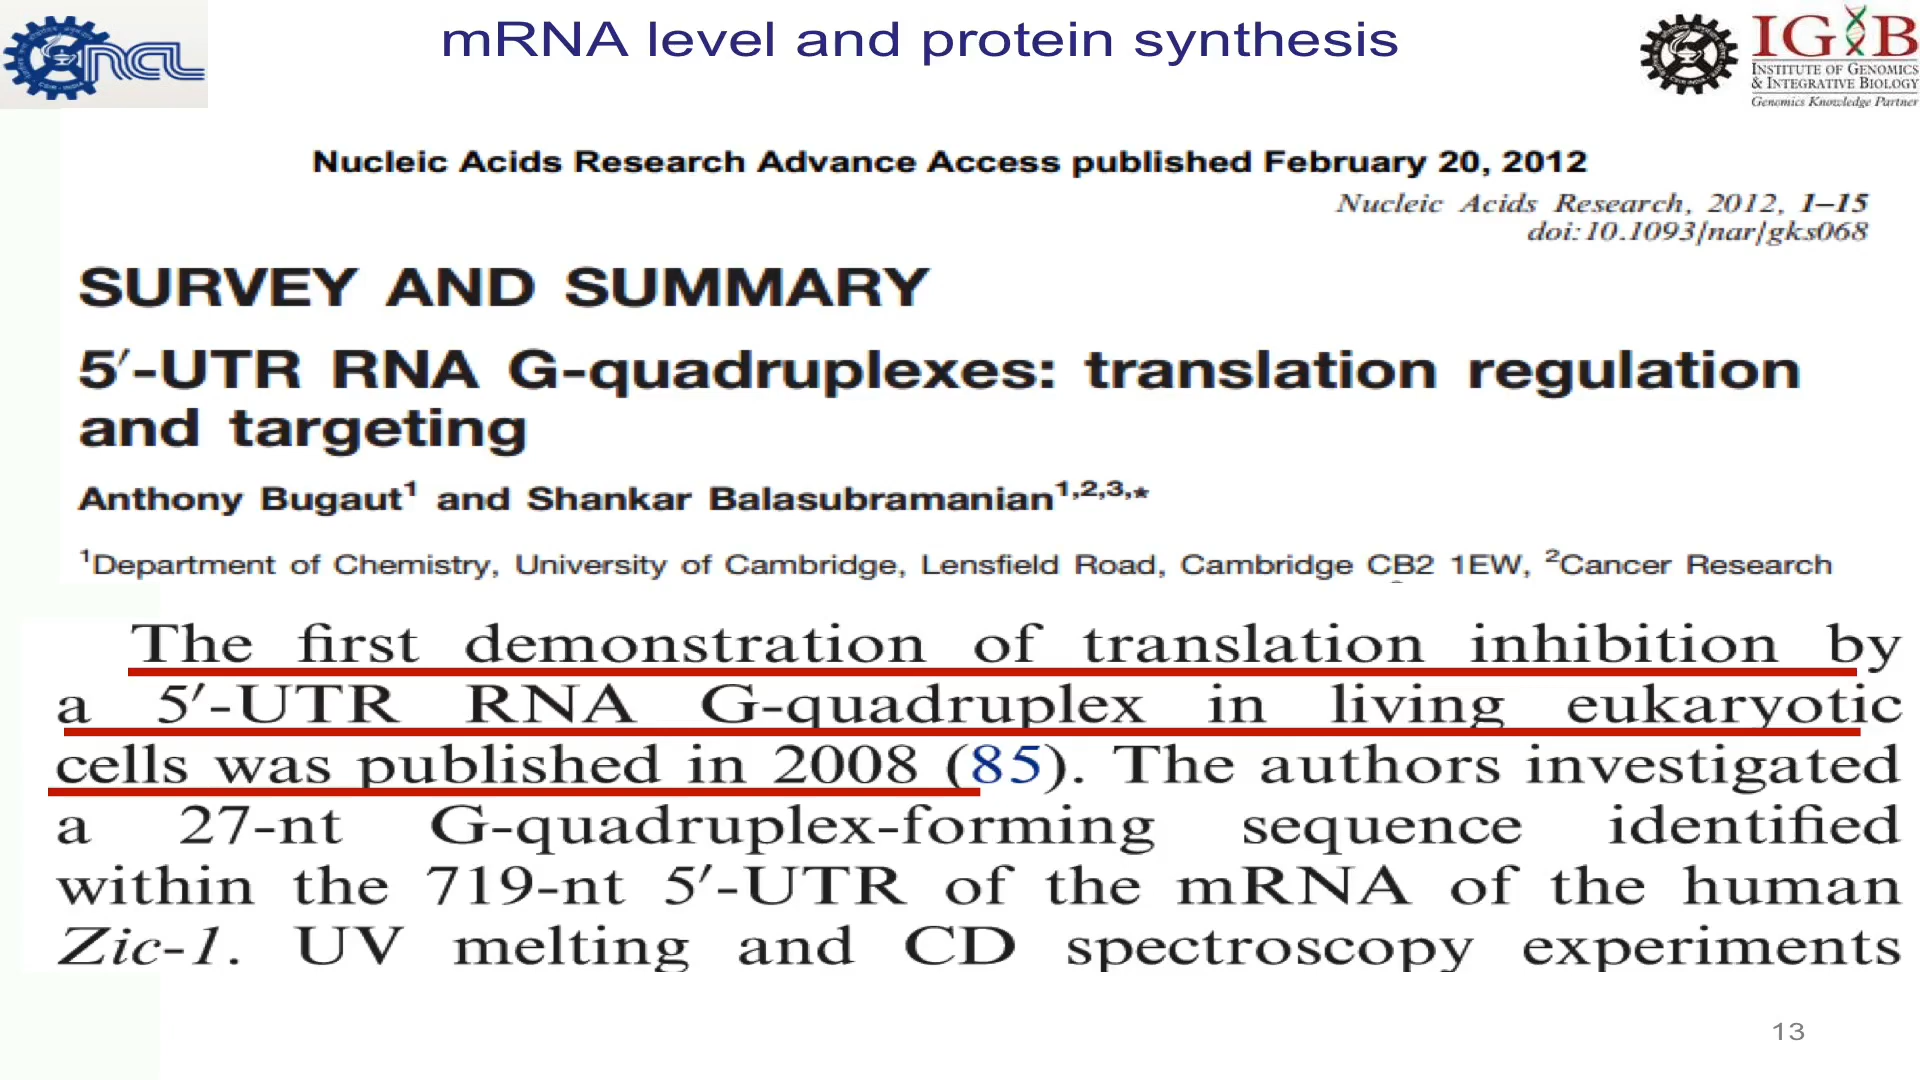 NCL
mRNA level and protein synthesis
IGIB
INSTITUTE OF GENOMICS
& INTEGRATIVE BIOLOGY
Genomics Knowledge Partner
Nucleic Acids Research Advance Access published February 20, 2012
Nucleic Acids Research, 2012, 1–15
doi:10.1093/nar/gks068
SURVEY AND SUMMARY
5′-UTR RNA G-quadruplexes: translation regulation
and targeting
Anthony Bugaut¹ and Shankar Balasubramanian¹,²,³,*
¹Department of Chemistry, University of Cambridge, Lensfield Road, Cambridge CB2 1EW, ²Cancer Research
The first demonstration of translation inhibition by
a 5′-UTR RNA G-quadruplex in living eukaryotic
cells was published in 2008 (85). The authors investigated
a 27-nt G-quadruplex-forming sequence identified
within the 719-nt 5′-UTR of the mRNA of the human
Zic-1. UV melting and CD spectroscopy experiments
13